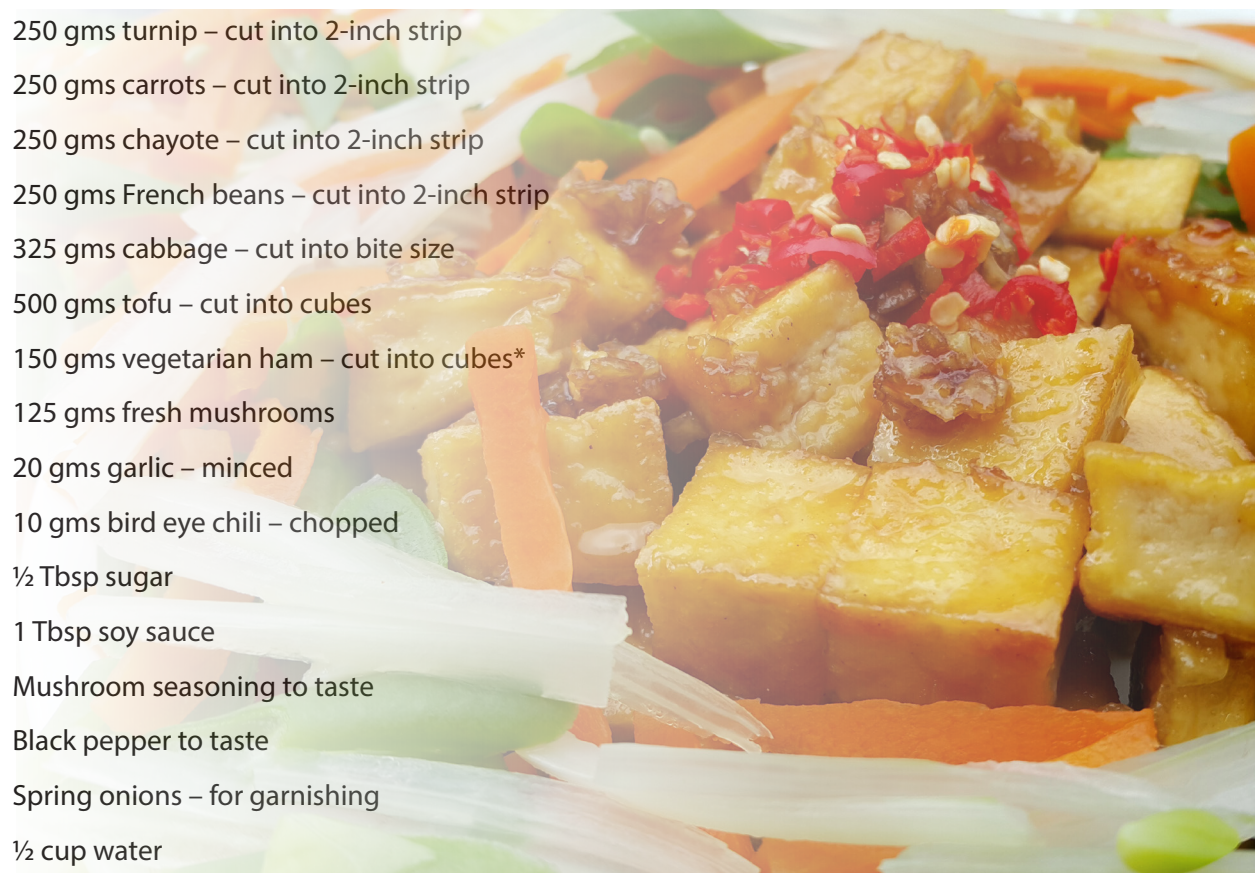 250 gms turnip – cut into 2-inch strip
250 gms carrots – cut into 2-inch strip
250 gms chayote – cut into 2-inch strip
250 gms French beans – cut into 2-inch strip
325 gms cabbage – cut into bite size
500 gms tofu – cut into cubes
150 gms vegetarian ham – cut into cubes*
125 gms fresh mushrooms
20 gms garlic – minced
10 gms bird eye chili – chopped
½ Tbsp sugar
1 Tbsp soy sauce
Mushroom seasoning to taste
Black pepper to taste
Spring onions – for garnishing
½ cup water